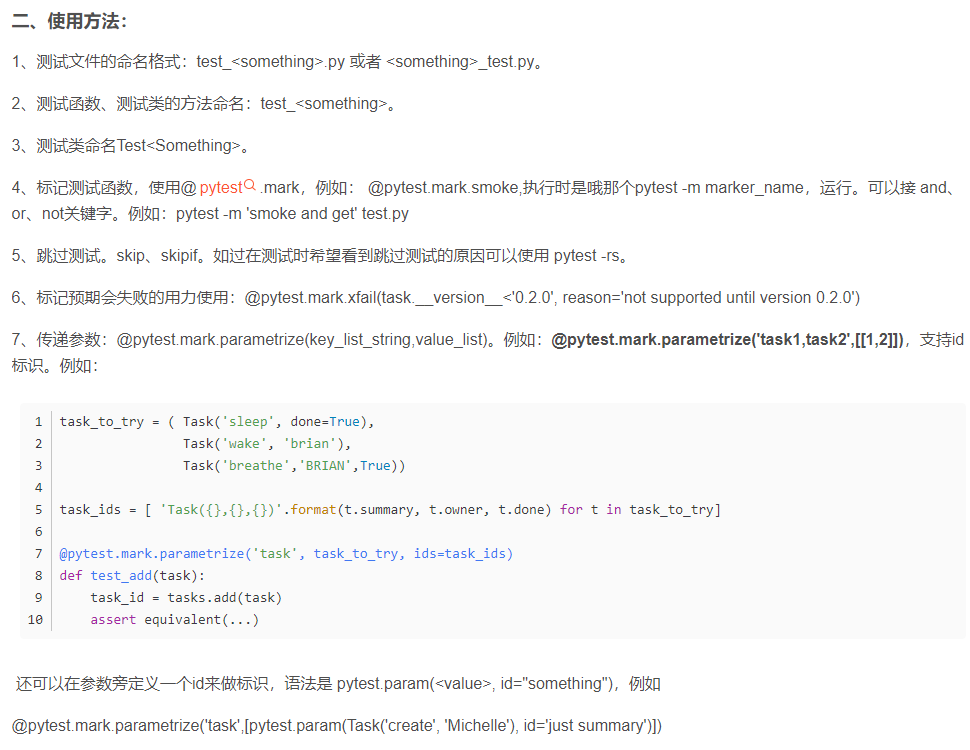 二、使用方法：
1、测试文件的命名格式：test_<something>.py 或者 <something>_test.py。
2、测试函数、测试类的方法命名：test_<something>。
3、测试类命名Test<Something>。
4、标记测试函数，使用@pytest.mark，例如： @pytest.mark.smoke,执行时是哦那个pytest -m marker_name，运行。可以接 and、
or、not关键字。例如：pytest -m 'smoke and get' test.py
5、跳过测试。skip、skipif。如过在测试时希望看到跳过测试的原因可以使用 pytest -rs。
6、标记预期会失败的用力使用：@pytest.mark.xfail(task.__version__<'0.2.0', reason='not supported until version 0.2.0')
7、传递参数：@pytest.mark.parametrize(key_list_string,value_list)。例如：@pytest.mark.parametrize('task1,task2',[[1,2]])，支持id
标识。例如：
1 task_to_try = ( Task('sleep', done=True),
2                 Task('wake', 'brian'),
3                 Task('breathe','BRIAN',True))
4
5 task_ids = [ 'Task({},{},{})'.format(t.summary, t.owner, t.done) for t in task_to_try]
6
7 @pytest.mark.parametrize('task', task_to_try, ids=task_ids)
8 def test_add(task):
9     task_id = tasks.add(task)
10     assert equivalent(...)
还可以在参数旁定义一个id来做标识，语法是 pytest.param(<value>, id="something")，例如
@pytest.mark.parametrize('task',[pytest.param(Task('create', 'Michelle'), id='just summary')])